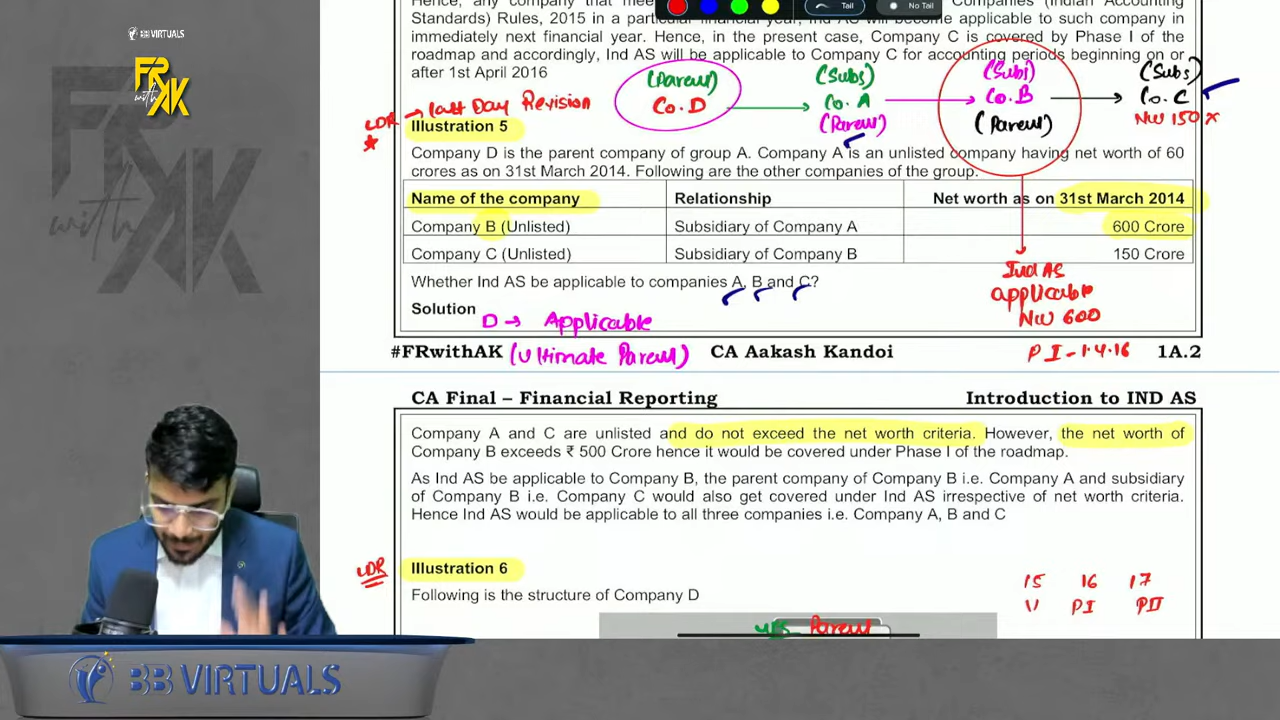 Hence, any company that mee
Companies (Indian Accounting
Tail
No Tail
Standards) Rules, 2015 in a particular financial year, Ind AS will become applicable to such company in
immediately next financial year. Hence, in the present case, Company C is covered by Phase I of the
roadmap and accordingly, Ind AS will be applicable to Company C for accounting periods beginning on or
after 1st April 2016
BB VIRTUALS
FR
with
AK
(Parent)
Co. D
(Subs)
Co. A
(Parent)
(Subs)
Co. B
(Parent)
(Subs)
Co. C
NW 150 x
LDR → Last Day Revision
Illustration 5
Company D is the parent company of group A. Company A is an unlisted company having net worth of 60
crores as on 31st March 2014. Following are the other companies of the group.
Name of the company Relationship Net worth as on 31st March 2014
Company B (Unlisted) Subsidiary of Company A 600 Crore
Company C (Unlisted) Subsidiary of Company B 150 Crore
Whether Ind AS be applicable to companies A, B and C?
Ind AS
applicable
NW 600
P I - 1.4.16
Solution
D → Applicable
(Ultimate Parent)
#FRwithAK CA Aakash Kandoi 1A.2
CA Final – Financial Reporting Introduction to IND AS
Company A and C are unlisted and do not exceed the net worth criteria. However, the net worth of
Company B exceeds ₹ 500 Crore hence it would be covered under Phase I of the roadmap.
As Ind AS be applicable to Company B, the parent company of Company B i.e. Company A and subsidiary
of Company B i.e. Company C would also get covered under Ind AS irrespective of net worth criteria.
Hence Ind AS would be applicable to all three companies i.e. Company A, B and C
LDR
Illustration 6
15 16 17
V PI PII
Following is the structure of Company D
Parent
BB VIRTUALS